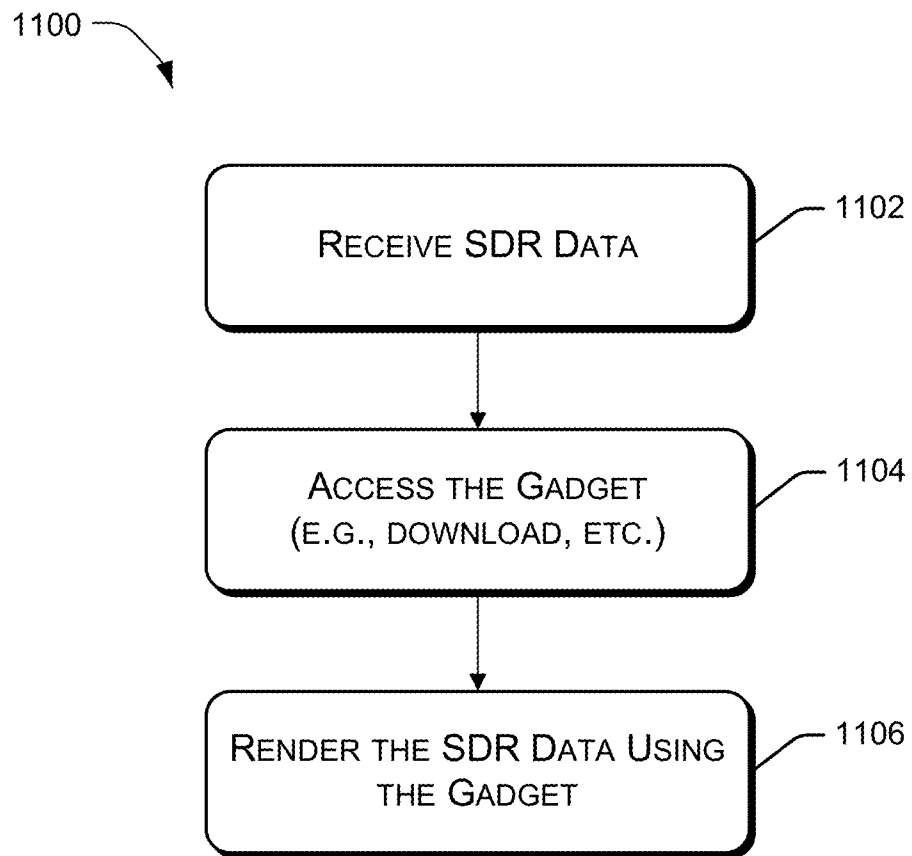 1100
RECEIVE SDR DATA
1102
ACCESS THE GADGET
(E.G., DOWNLOAD, ETC.)
1104
RENDER THE SDR DATA USING
THE GADGET
1106